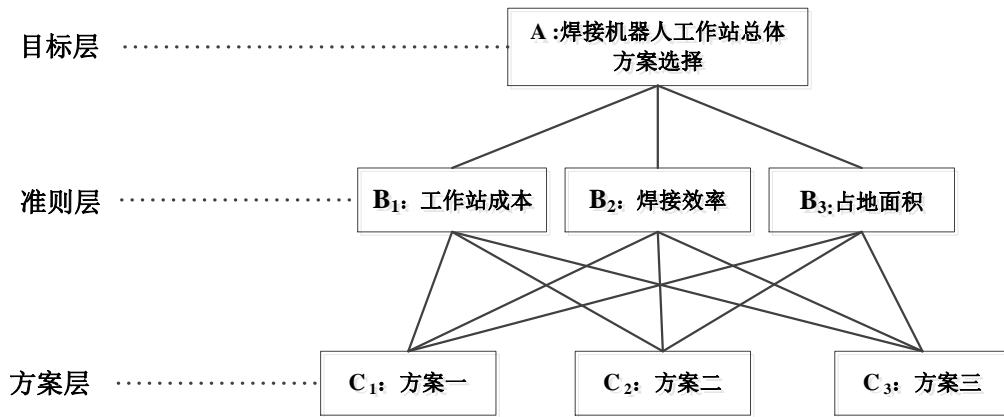 目标层
A :焊接机器人工作站总体
方案选择
准则层
B1：工作站成本
B2：焊接效率
B3:占地面积
方案层
C1：方案一
C2：方案二
C3：方案三